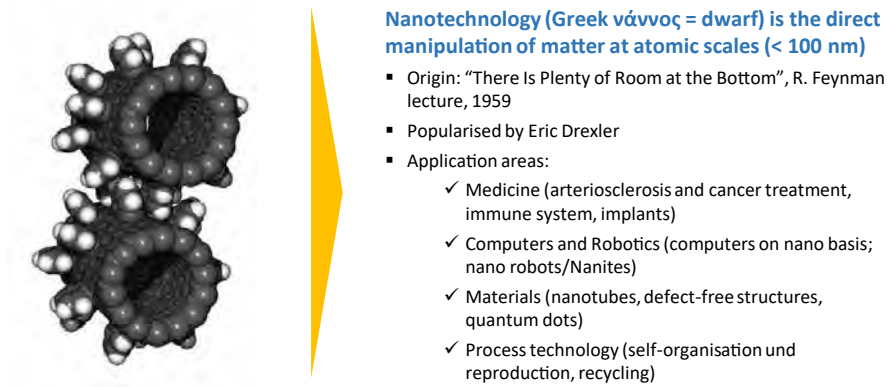 Nanotechnology (Greek νάννος = dwarf) is the direct
manipulation of matter at atomic scales (< 100 nm)
▪ Origin: “There Is Plenty of Room at the Bottom”, R. Feynman
lecture, 1959
▪ Popularised by Eric Drexler
▪ Application areas:
✓ Medicine (arteriosclerosis and cancer treatment,
immune system, implants)
✓ Computers and Robotics (computers on nano basis;
nano robots/Nanites)
✓ Materials (nanotubes, defect-free structures,
quantum dots)
✓ Process technology (self-organisation und
reproduction, recycling)